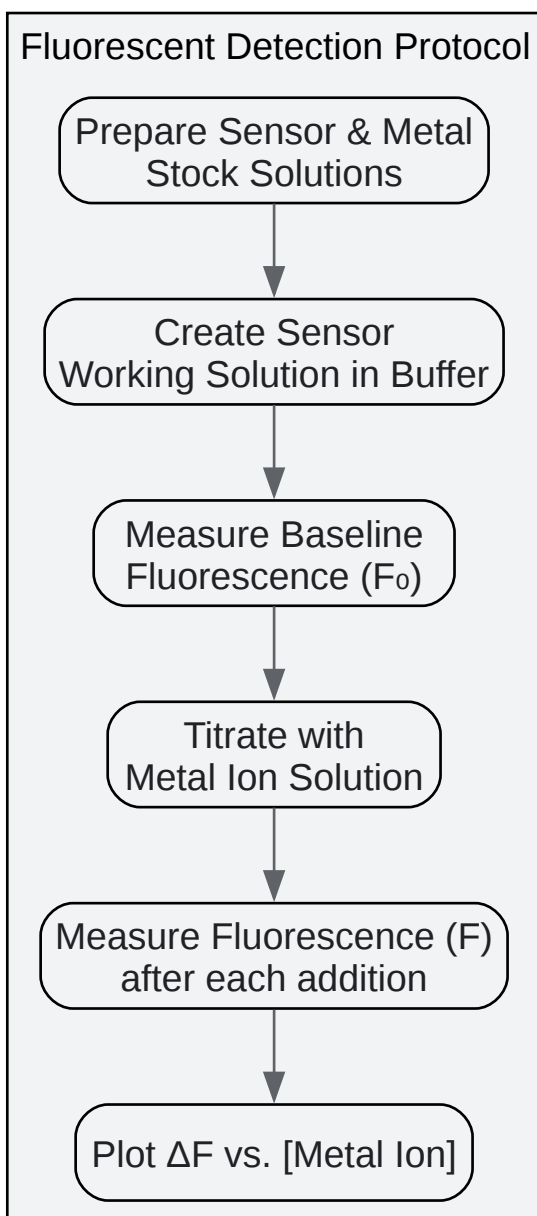 Fluorescent Detection Protocol
Prepare Sensor & Metal
Stock Solutions
Create Sensor
Working Solution in Buffer
Measure Baseline
Fluorescence (F₀)
Titrate with
Metal Ion Solution
Measure Fluorescence (F)
after each addition
Plot ΔF vs. [Metal Ion]